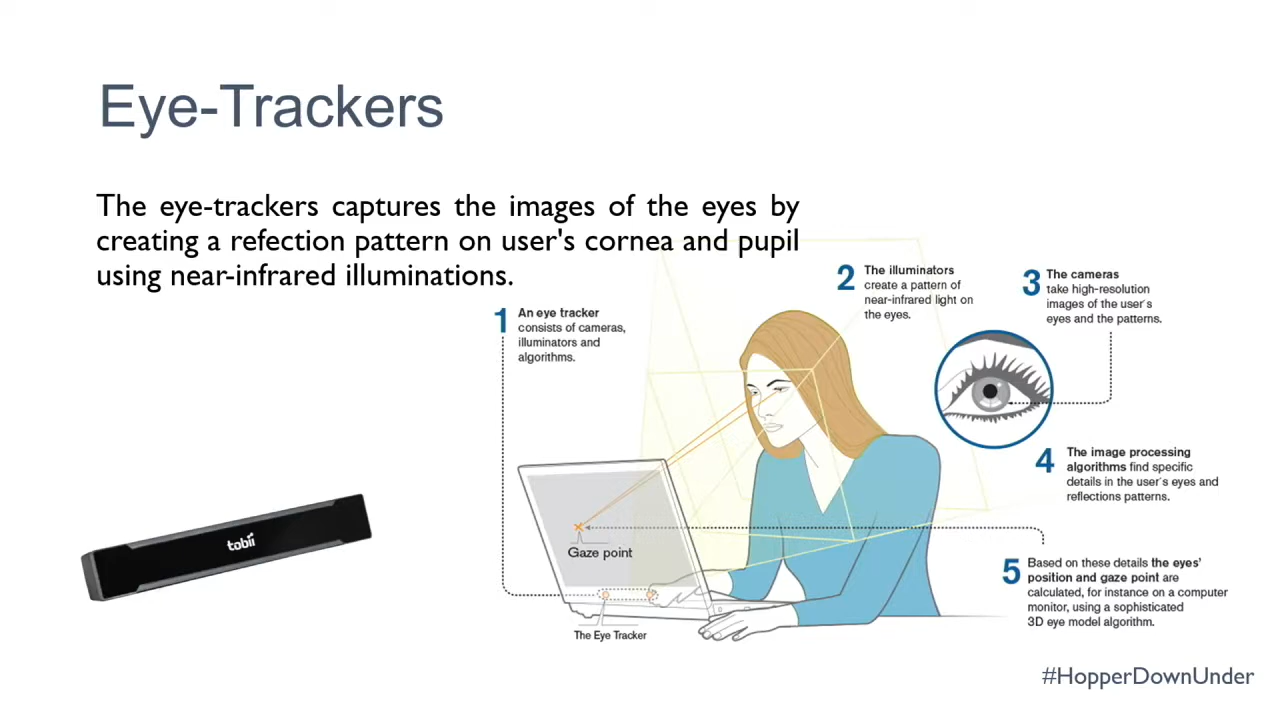 Eye-Trackers
The eye-trackers captures the images of the eyes by
creating a refection pattern on user's cornea and pupil
using near-infrared illuminations.
1 An eye tracker
consists of cameras,
illuminators and
algorithms.
2 The illuminators
create a pattern of
near-infrared light on
the eyes.
3 The cameras
take high-resolution
images of the user´s
eyes and the patterns.
4 The image processing
algorithms find specific
details in the user´s eyes and
reflections patterns.
5 Based on these details the eyes'
position and gaze point are
calculated, for instance on a computer
monitor, using a sophisticated
3D eye model algorithm.
Gaze point
The Eye Tracker
tobii
#HopperDownUnder